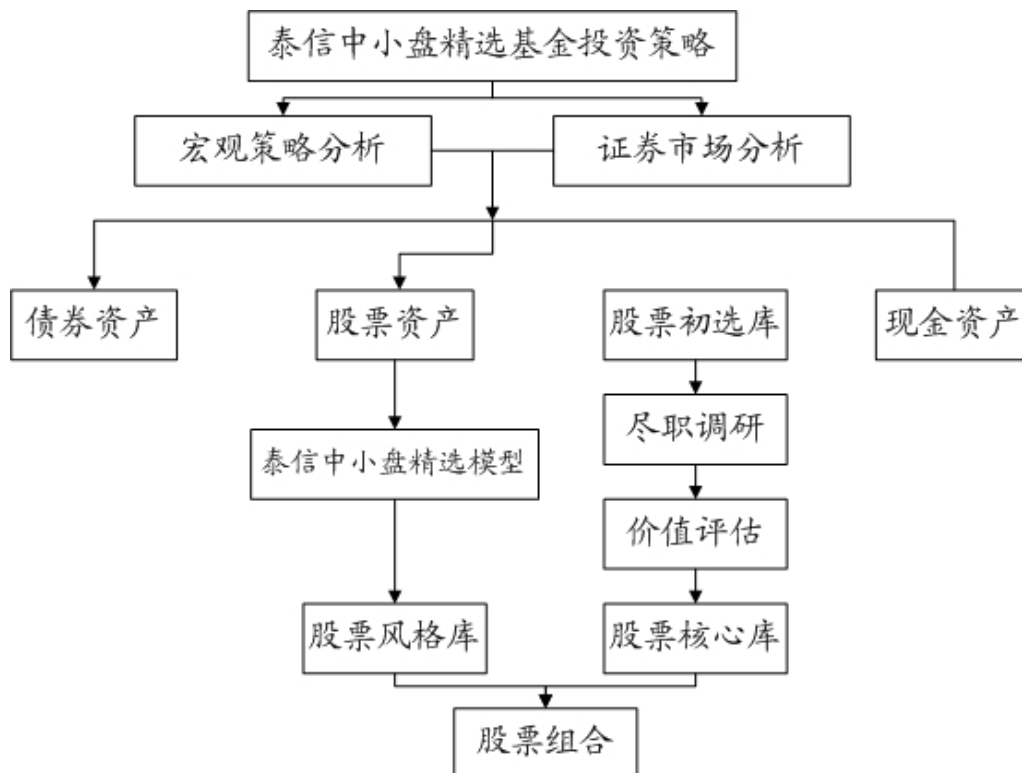 泰信中小盘精选基金投资策略
宏观策略分析
证券市场分析
债券资产
股票资产
股票初选库
现金资产
尽职调研
泰信中小盘精选模型
价值评估
股票风格库
股票核心库
股票组合